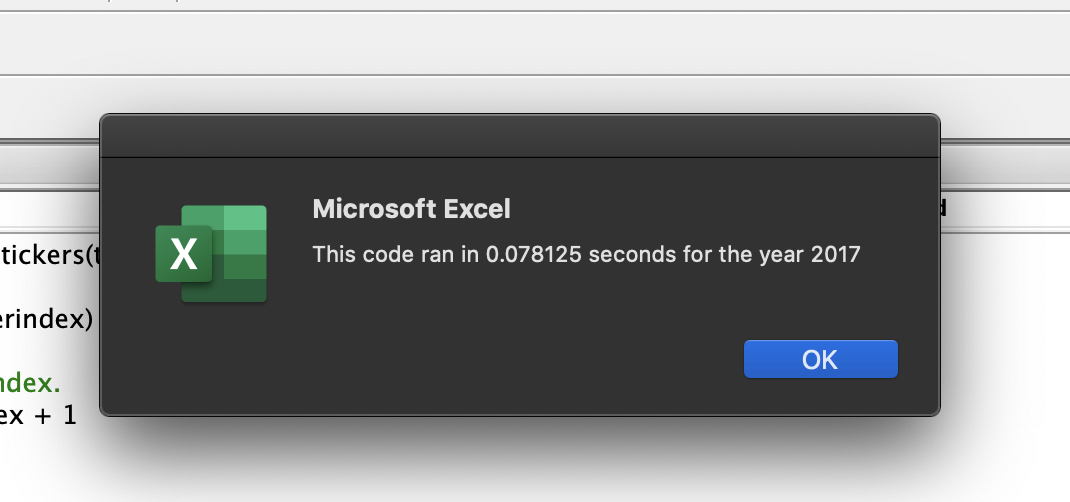 Microsoft Excel
X
This code ran in 0.078125 seconds for the year 2017
tickers(t
erindex)
OK
ndex.
ex + 1